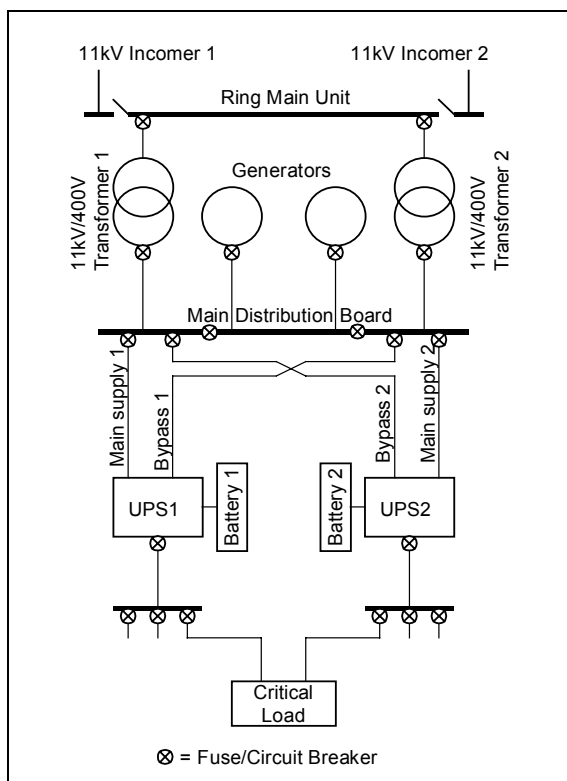 11kV Incomer 1
11kV Incomer 2
Ring Main Unit
11kV/400V
Transformer 1
Generators
11kV/400V
Transformer 2
Main Distribution Board
Main supply 1
Bypass 1
Bypass 2
Main supply 2
UPS1
Battery 1
Battery 2
UPS2
Critical
Load
= Fuse/Circuit Breaker